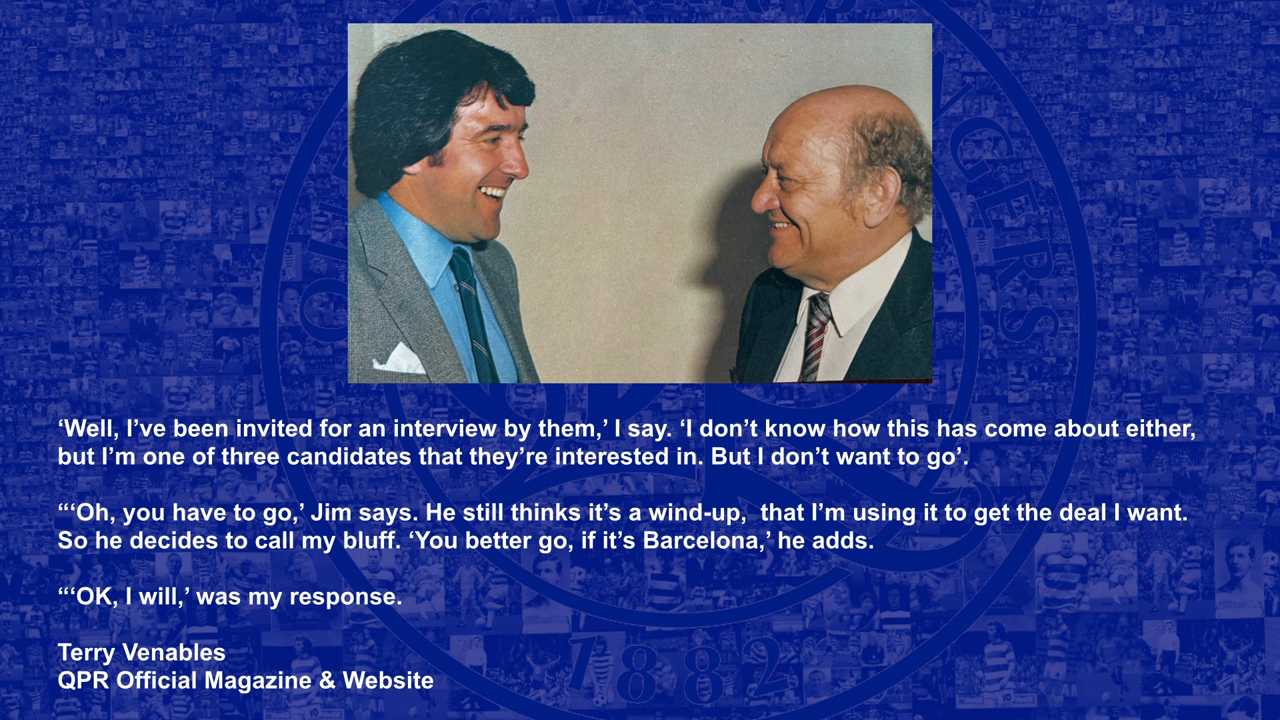 ‘Well, I’ve been invited for an interview by them,’ I say. ‘I don’t know how this has come about either,
but I’m one of three candidates that they’re interested in. But I don’t want to go’.
“‘Oh, you have to go,’ Jim says. He still thinks it’s a wind-up,  that I’m using it to get the deal I want.
So he decides to call my bluff. ‘You better go, if it’s Barcelona,’ he adds.
“‘OK, I will,’ was my response.
Terry Venables
QPR Official Magazine & Website
1882